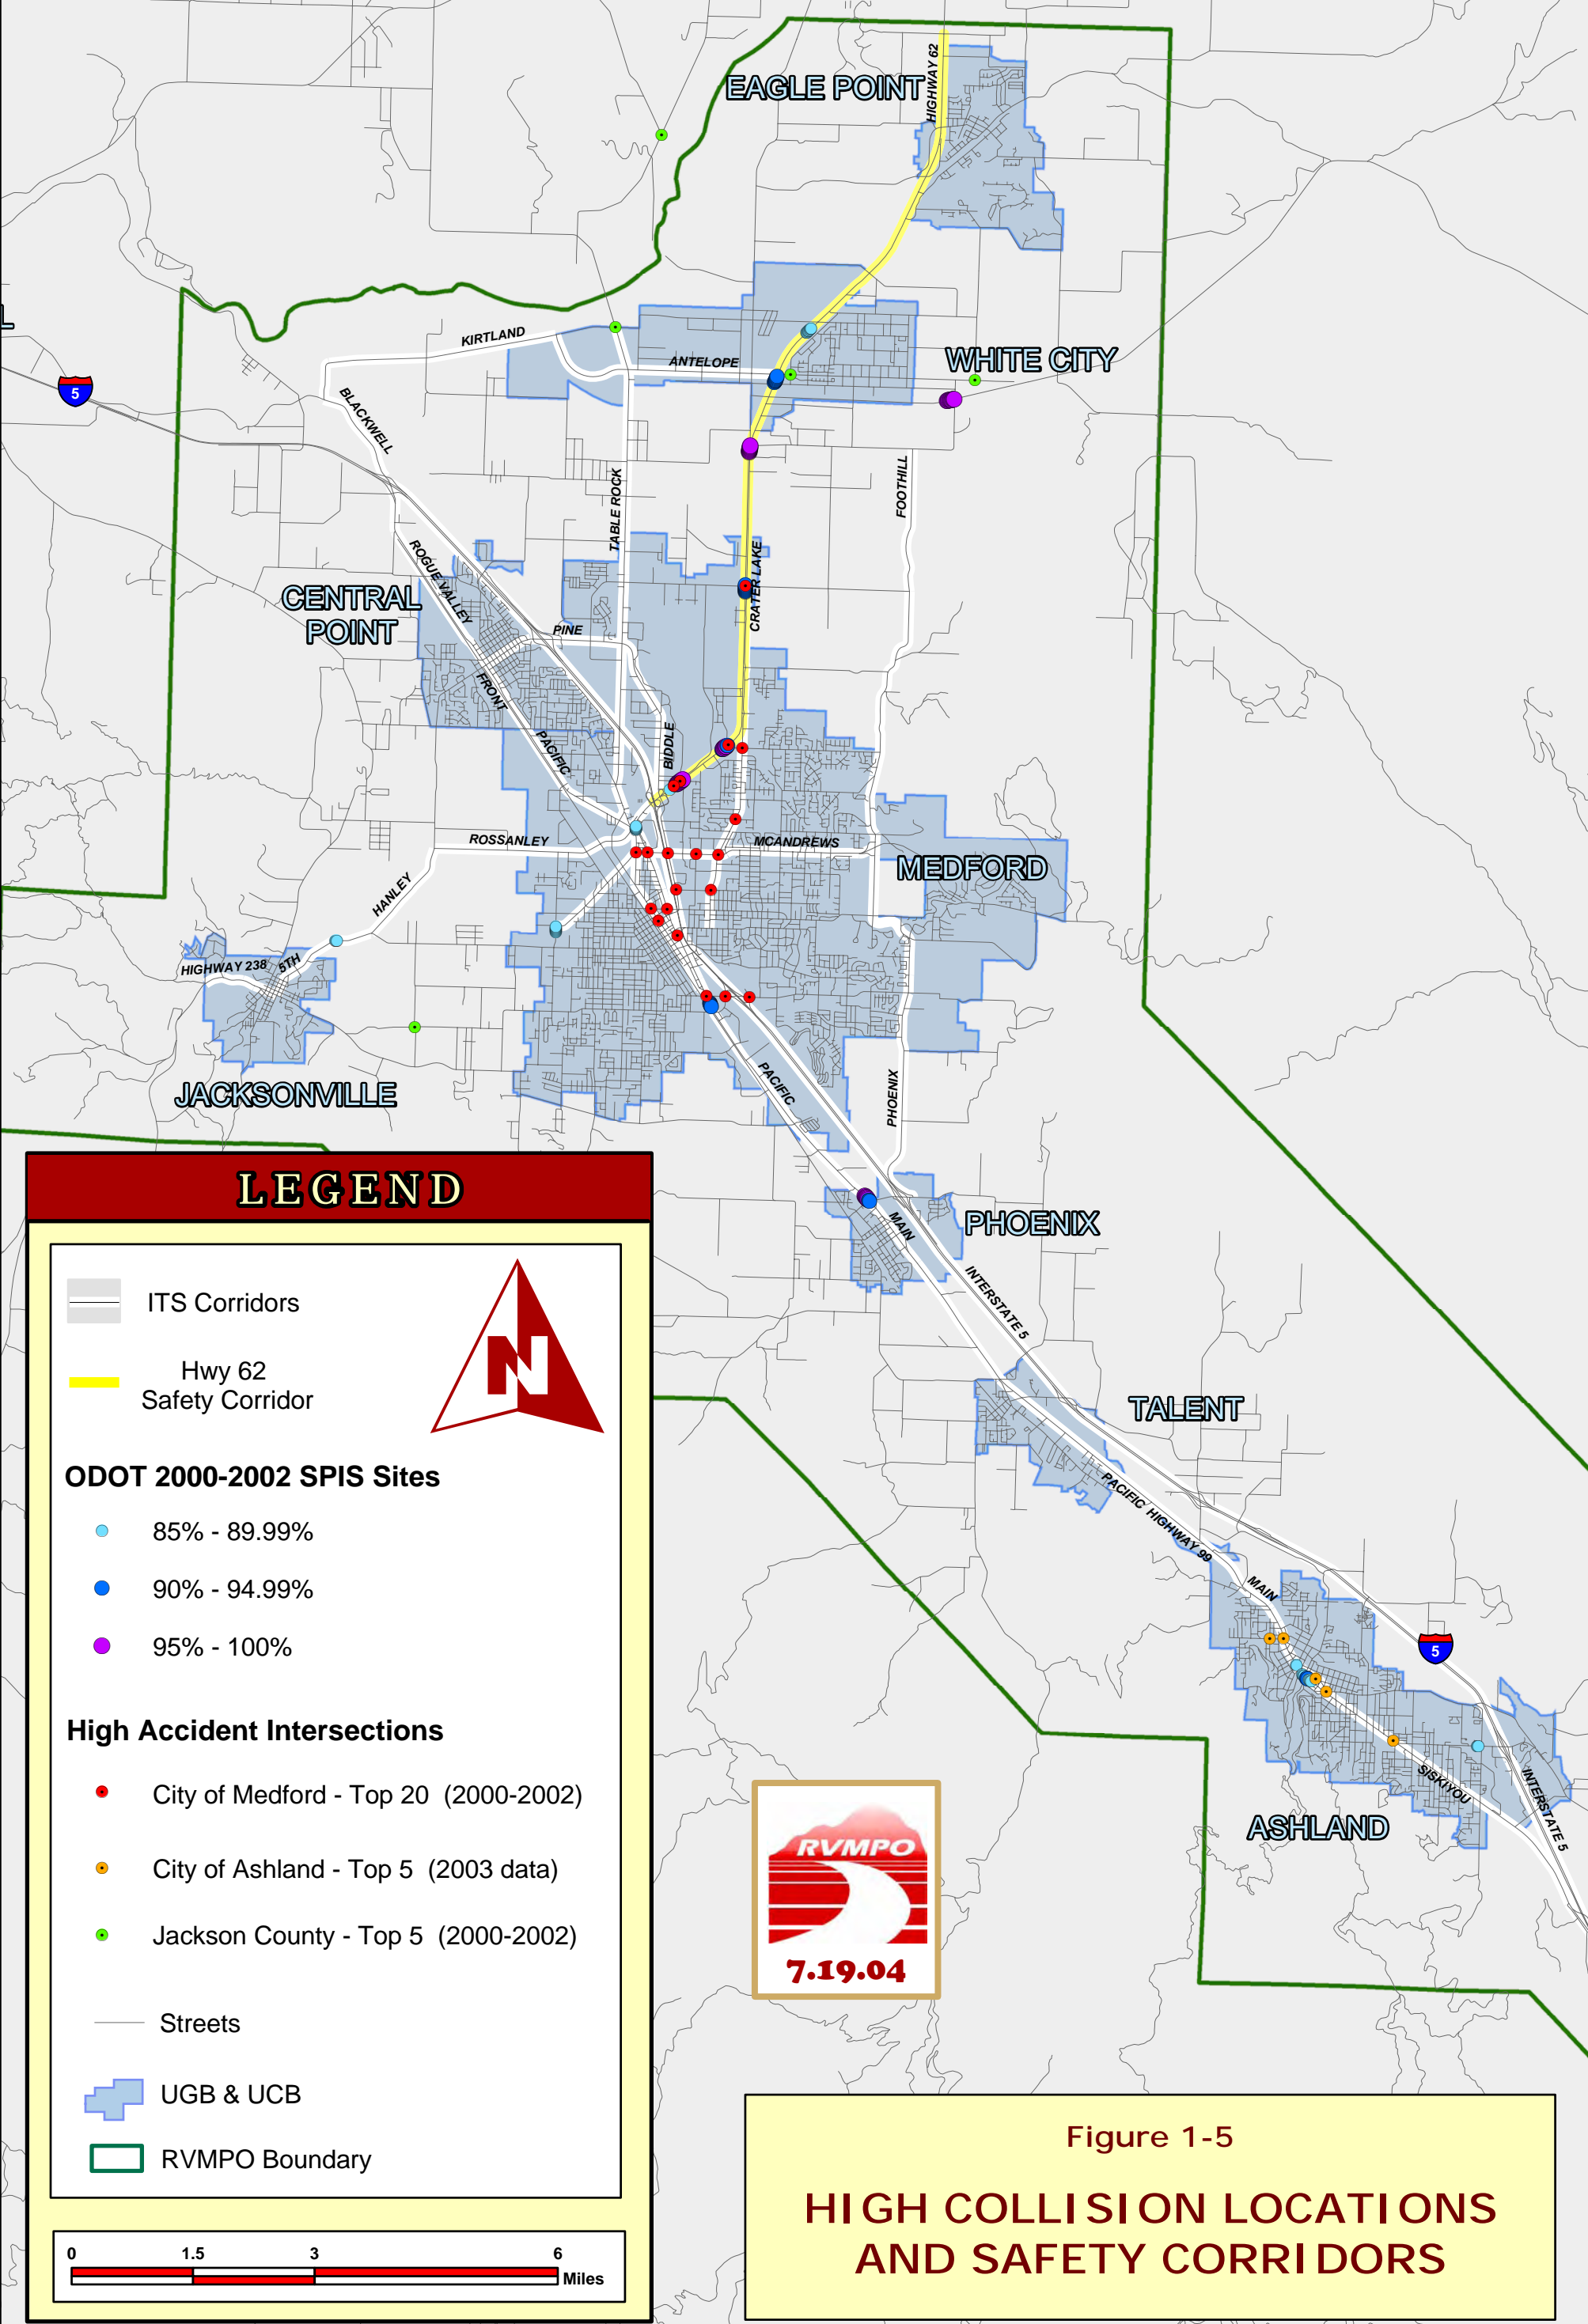 EAGLE POINT
HIGHWAY 62
L
KIRTLAND
ANTELOPE
WHITE CITY
5
BLACKWELL
TABLE ROCK
FOOTHILL
ROGUE VALLEY
CRATER LAKE
CENTRAL
POINT
PINE
FRONT
PACIFIC
BIDDLE
ROSSANLEY
MCANDREWS
MEDFORD
HANLEY
HIGHWAY 238
5TH
JACKSONVILLE
PACIFIC
PHOENIX
PHOENIX
MAIN
INTERSTATE 5
TALENT
PACIFIC HIGHWAY 99
MAIN
5
SISKIYOU
INTERSTATE 5
ASHLAND
LEGEND
ITS Corridors
Hwy 62
Safety Corridor
N
ODOT 2000-2002 SPIS Sites
85% - 89.99%
90% - 94.99%
95% - 100%
High Accident Intersections
City of Medford - Top 20 (2000-2002)
City of Ashland - Top 5 (2003 data)
Jackson County - Top 5 (2000-2002)
Streets
UGB & UCB
RVMPO Boundary
0 1.5 3 6
Miles
RVMPO
7.19.04
Figure 1-5
HIGH COLLISION LOCATIONS
AND SAFETY CORRIDORS